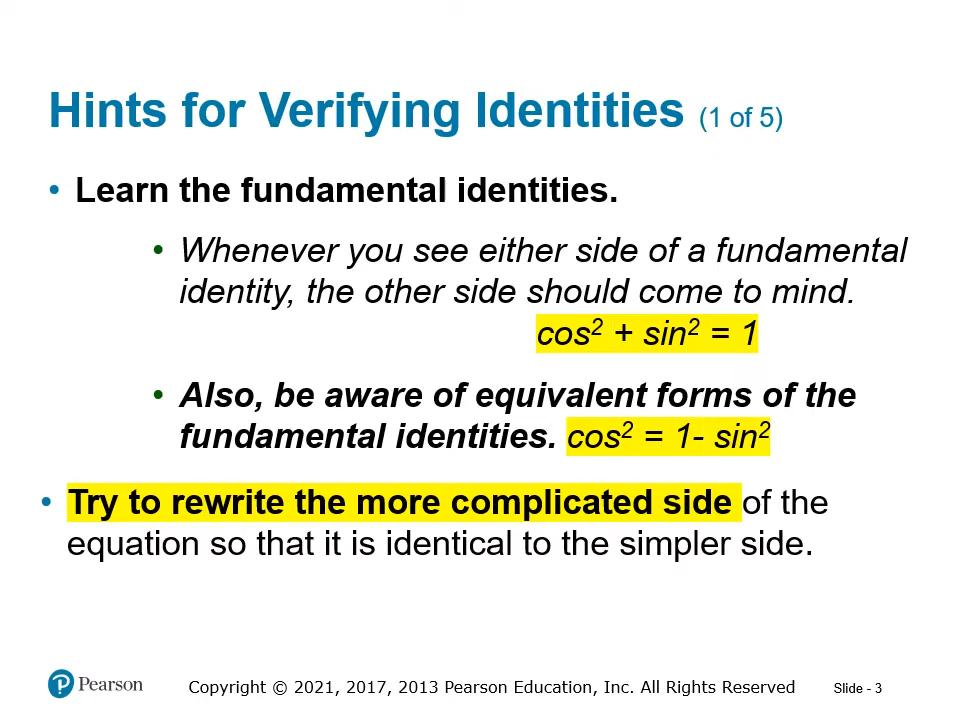 Hints for Verifying Identities (1 of 5)
• Learn the fundamental identities.
• Whenever you see either side of a fundamental
identity, the other side should come to mind.
cos² + sin² = 1
• Also, be aware of equivalent forms of the
fundamental identities. cos² = 1- sin²
• Try to rewrite the more complicated side of the
equation so that it is identical to the simpler side.
P Pearson
Copyright © 2021, 2017, 2013 Pearson Education, Inc. All Rights Reserved
Slide - 3